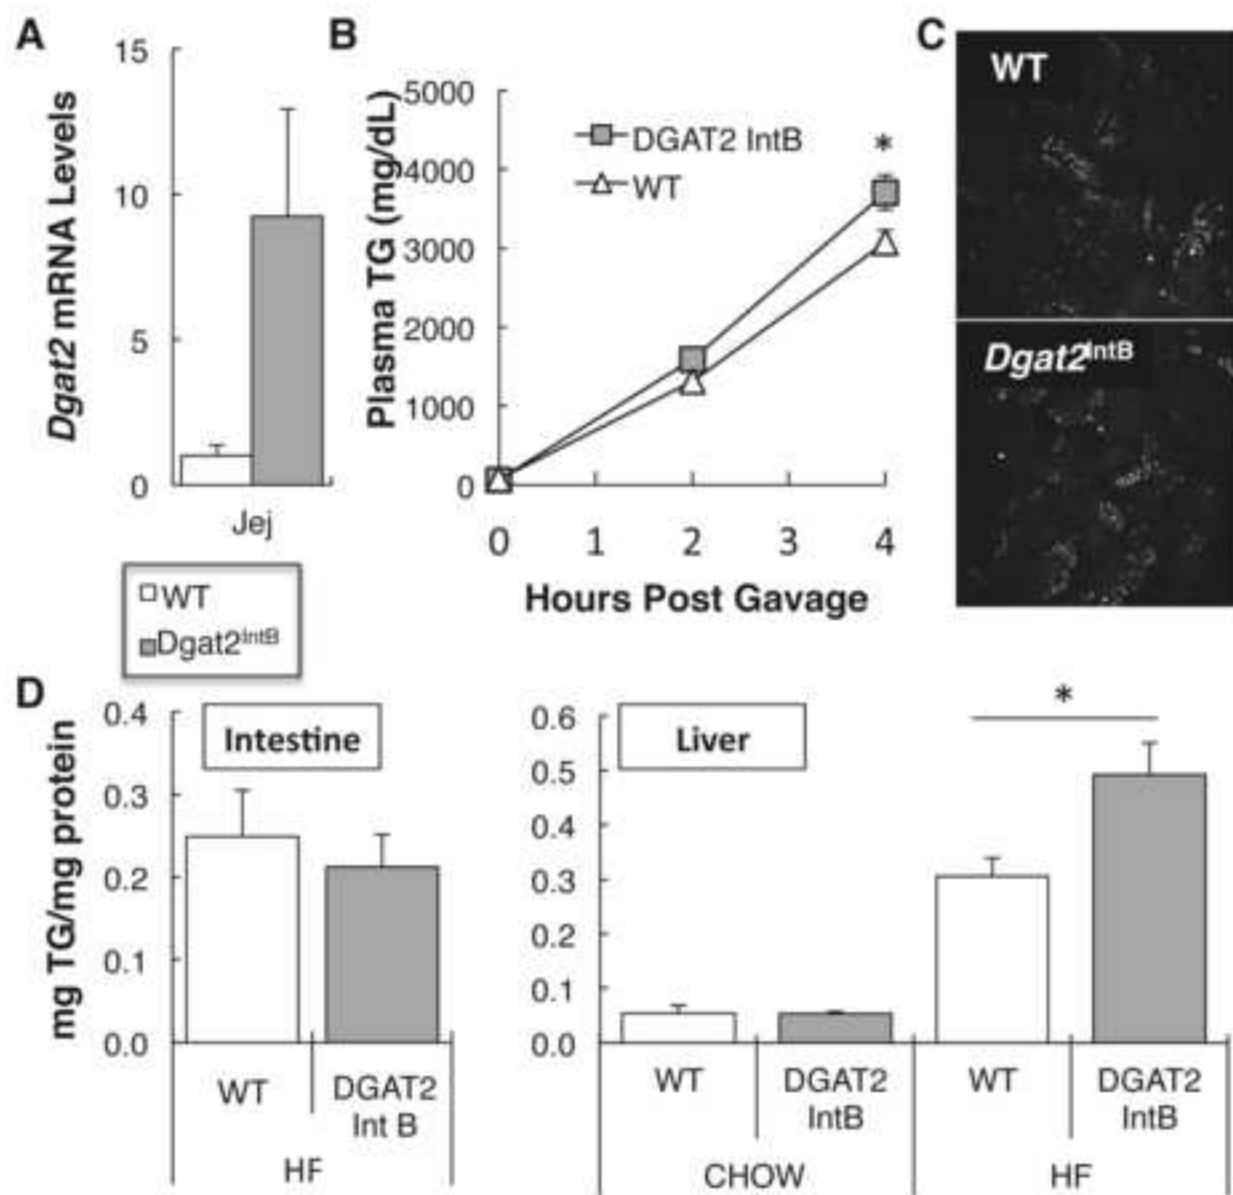 A
B
C
15
10
5
0
Dgat2 mRNA Levels
Jej
WT
Dgat2IntB
5000
4000
3000
2000
1000
0
Plasma TG (mg/dL)
DGAT2 IntB
WT
*
0 1 2 3 4
Hours Post Gavage
WT
Dgat2IntB
D
0.4
0.3
0.2
0.1
0.0
mg TG/mg protein
Intestine
WT
DGAT2
Int B
HF
0.6
0.5
0.4
0.3
0.2
0.1
0.0
Liver
*
WT
DGAT2
IntB
WT
DGAT2
IntB
CHOW
HF